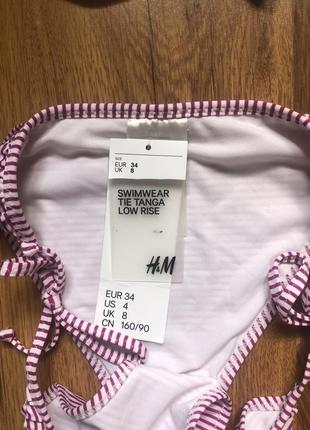 SIZE
EUR 34
UK 8
SWIMWEAR
TIE TANGA
LOW RISE
H&M
EUR 34
US 4
UK 8
CN 160/90